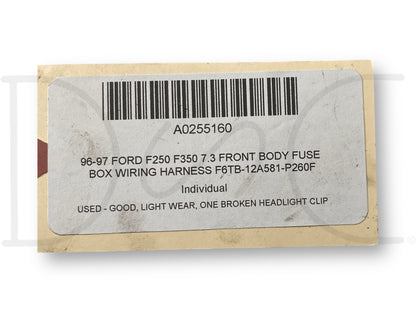 A0255160
96-97 FORD F250 F350 7.3 FRONT BODY FUSE
BOX WIRING HARNESS F6TB-12A581-P260F
Individual
USED - GOOD, LIGHT WEAR, ONE BROKEN HEADLIGHT CLIP